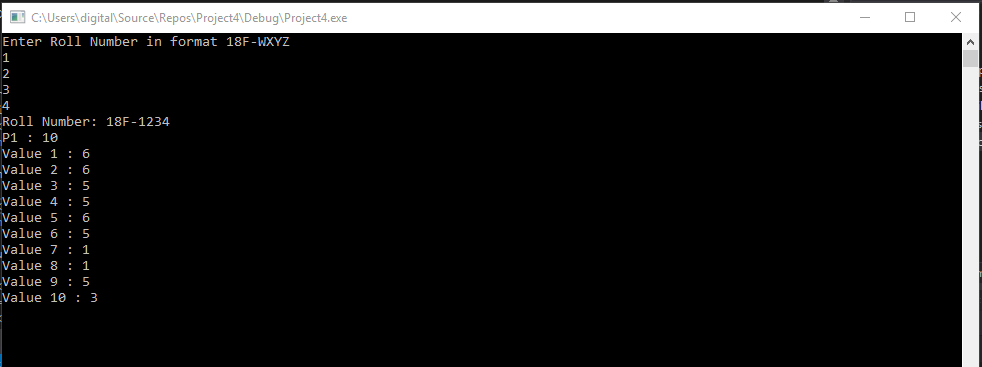 C:\Users\digital\Source\Repos\Project4\Debug\Project4.exe
Enter Roll Number in format 18F-WXYZ
1
2
3
4
Roll Number: 18F-1234
P1 : 10
Value 1 : 6
Value 2 : 6
Value 3 : 5
Value 4 : 5
Value 5 : 6
Value 6 : 5
Value 7 : 1
Value 8 : 1
Value 9 : 5
Value 10 : 3